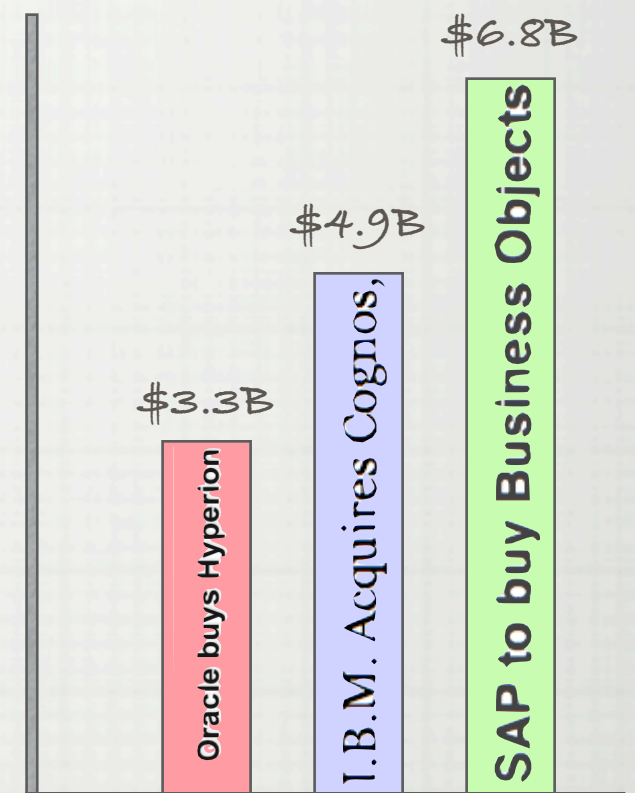 $6.8B
$4.9B
$3.3B
Oracle buys Hyperion
I.B.M. Acquires Cognos,
SAP to buy Business Objects